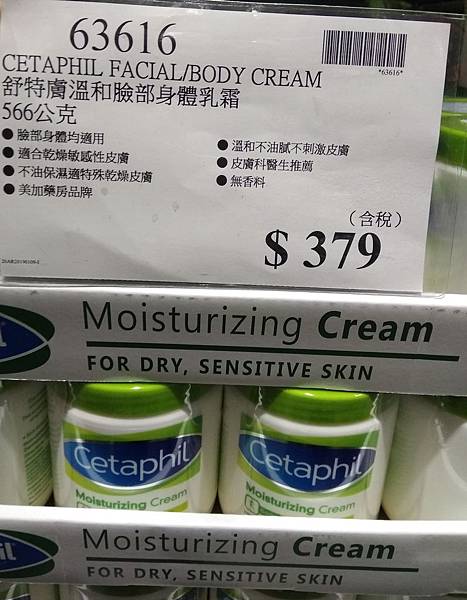 63616
*63616*
CETAPHIL FACIAL/BODY CREAM
舒特膚溫和臉部身體乳霜
566公克
● 臉部身體均適用
● 適合乾燥敏感性皮膚
● 不油保濕適特殊乾燥皮膚
● 美加藥房品牌
● 溫和不油膩不刺激皮膚
● 皮膚科醫生推薦
● 無香料
（含稅）
$ 379
Moisturizing Cream
FOR DRY, SENSITIVE SKIN
Cetaphil
Moisturizing Cream
Cetaphil
Moisturizing Cream
il
Moisturizing Cream
FOR DRY, SENSITIVE SKIN